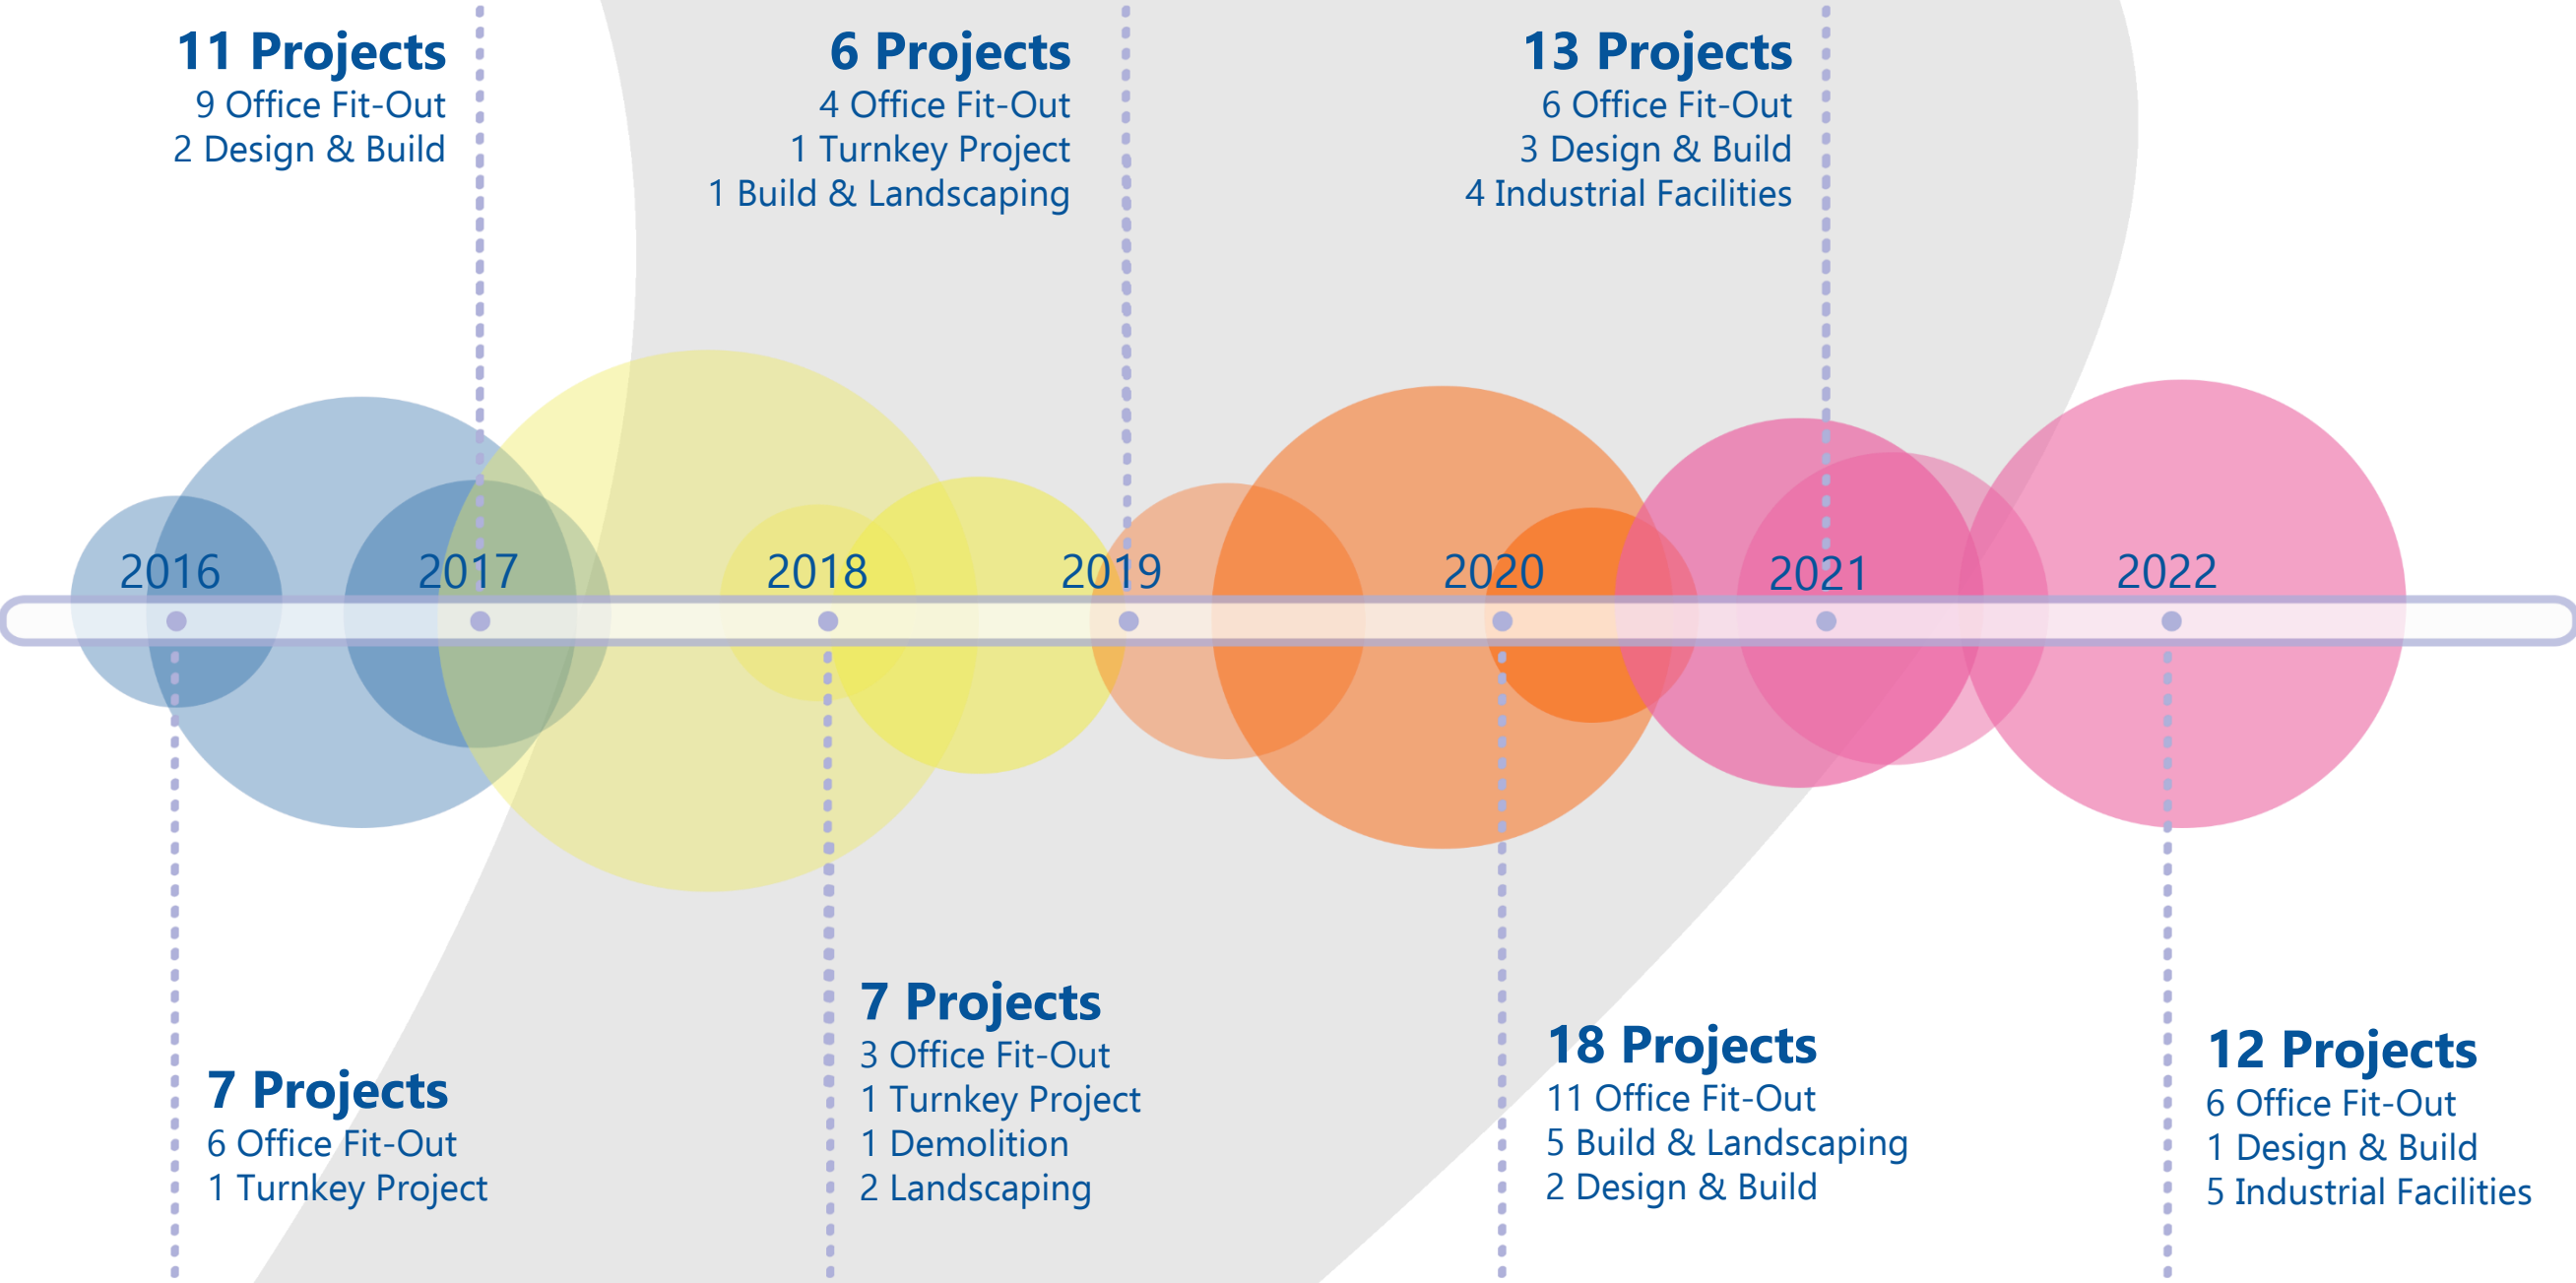 11 Projects
9 Office Fit-Out
2 Design & Build
6 Projects
4 Office Fit-Out
1 Turnkey Project
1 Build & Landscaping
13 Projects
6 Office Fit-Out
3 Design & Build
4 Industrial Facilities
2016
2017
2018
2019
2020
2021
2022
7 Projects
6 Office Fit-Out
1 Turnkey Project
7 Projects
3 Office Fit-Out
1 Turnkey Project
1 Demolition
2 Landscaping
18 Projects
11 Office Fit-Out
5 Build & Landscaping
2 Design & Build
12 Projects
6 Office Fit-Out
1 Design & Build
5 Industrial Facilities